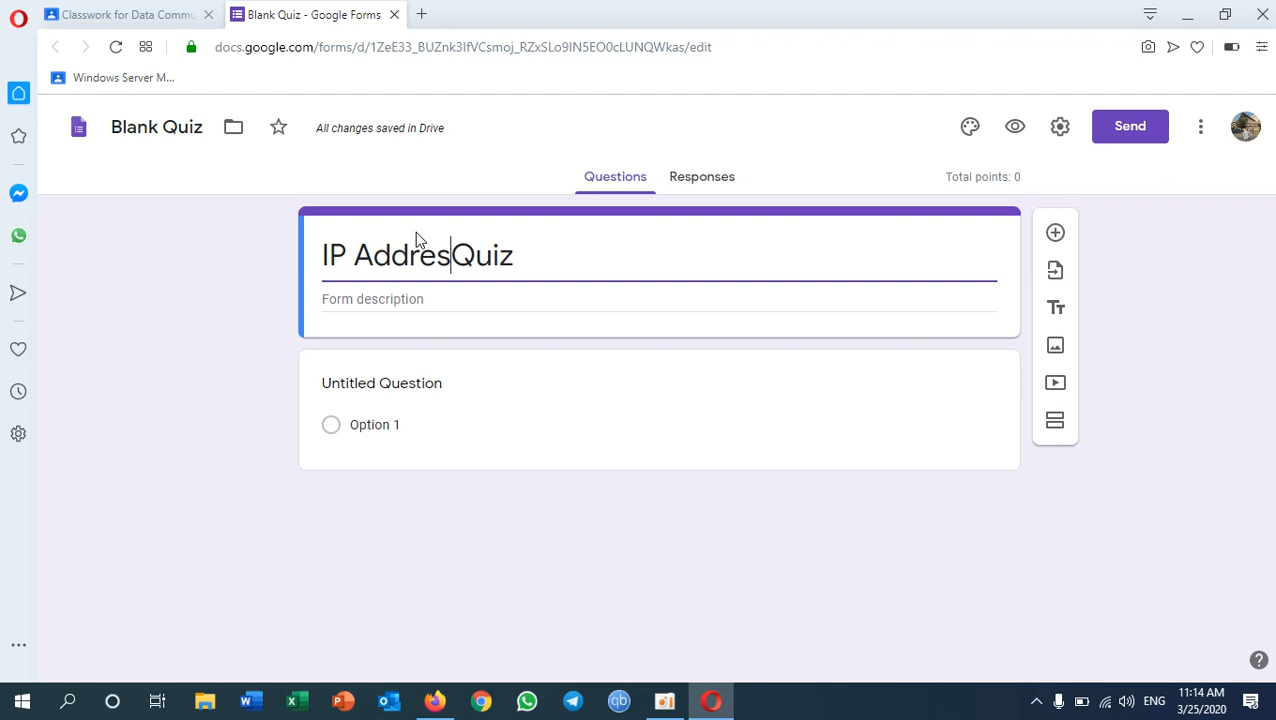 Classwork for Data Commu
Blank Quiz - Google Forms
docs.google.com/forms/d/1ZeE33_BUZnk3lfVCsmoj_RZxSLo9IN5EO0cLUNQWkas/edit
Windows Server M...
Blank Quiz
All changes saved in Drive
Send
Questions
Responses
Total points: 0
IP AddresQuiz
Form description
Untitled Question
Option 1
ENG
11:14 AM
3/25/2020